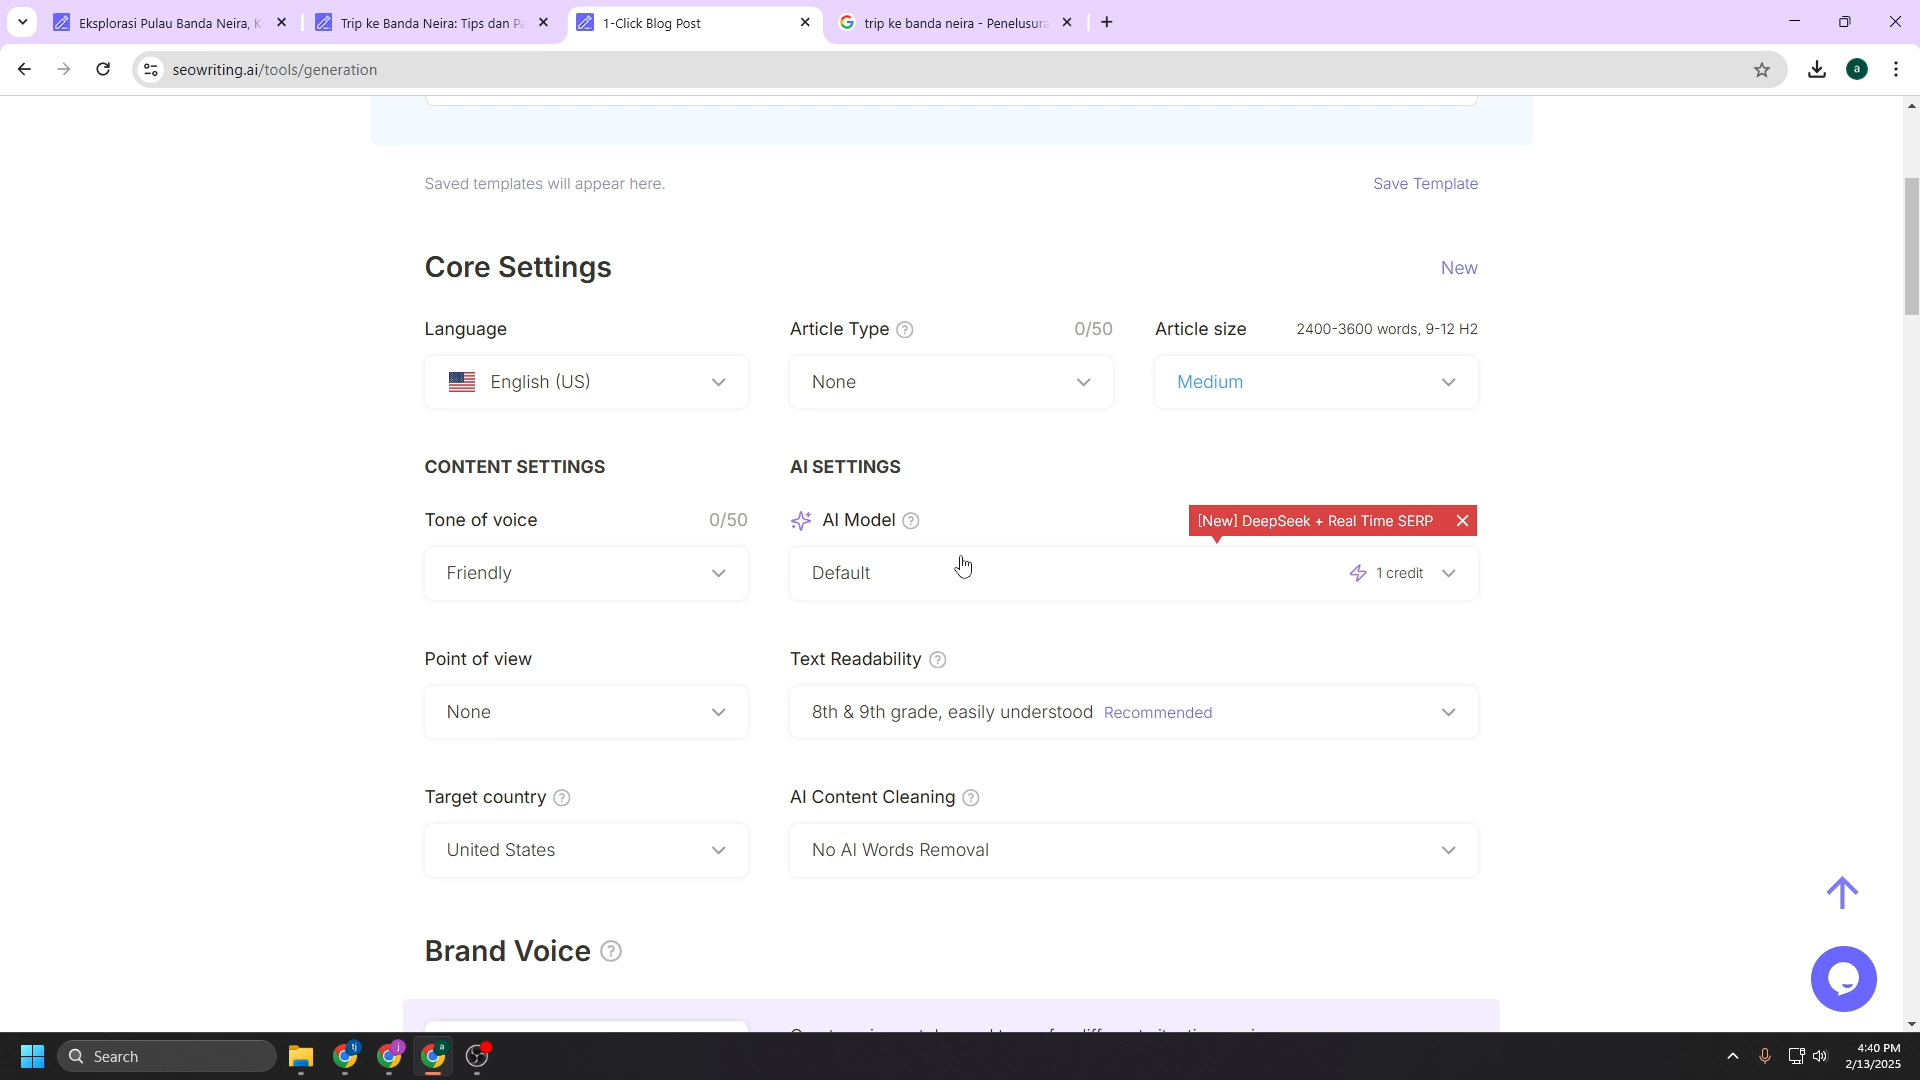 Eksplorasi Pulau Banda Neira, K
Trip ke Banda Neira: Tips dan Pa
1-Click Blog Post
trip ke banda neira - Penelusura
seowriting.ai/tools/generation
a
Saved templates will appear here.
Save Template
Core Settings
New
Language
Article Type
0/50
Article size
2400-3600 words, 9-12 H2
English (US)
None
Medium
CONTENT SETTINGS
AI SETTINGS
Tone of voice
0/50
AI Model
[New] DeepSeek + Real Time SERP
Friendly
Default
1 credit
Point of view
Text Readability
None
8th & 9th grade, easily understood Recommended
Target country
AI Content Cleaning
United States
No AI Words Removal
Brand Voice
Search
tj
j
a
4:40 PM
2/13/2025